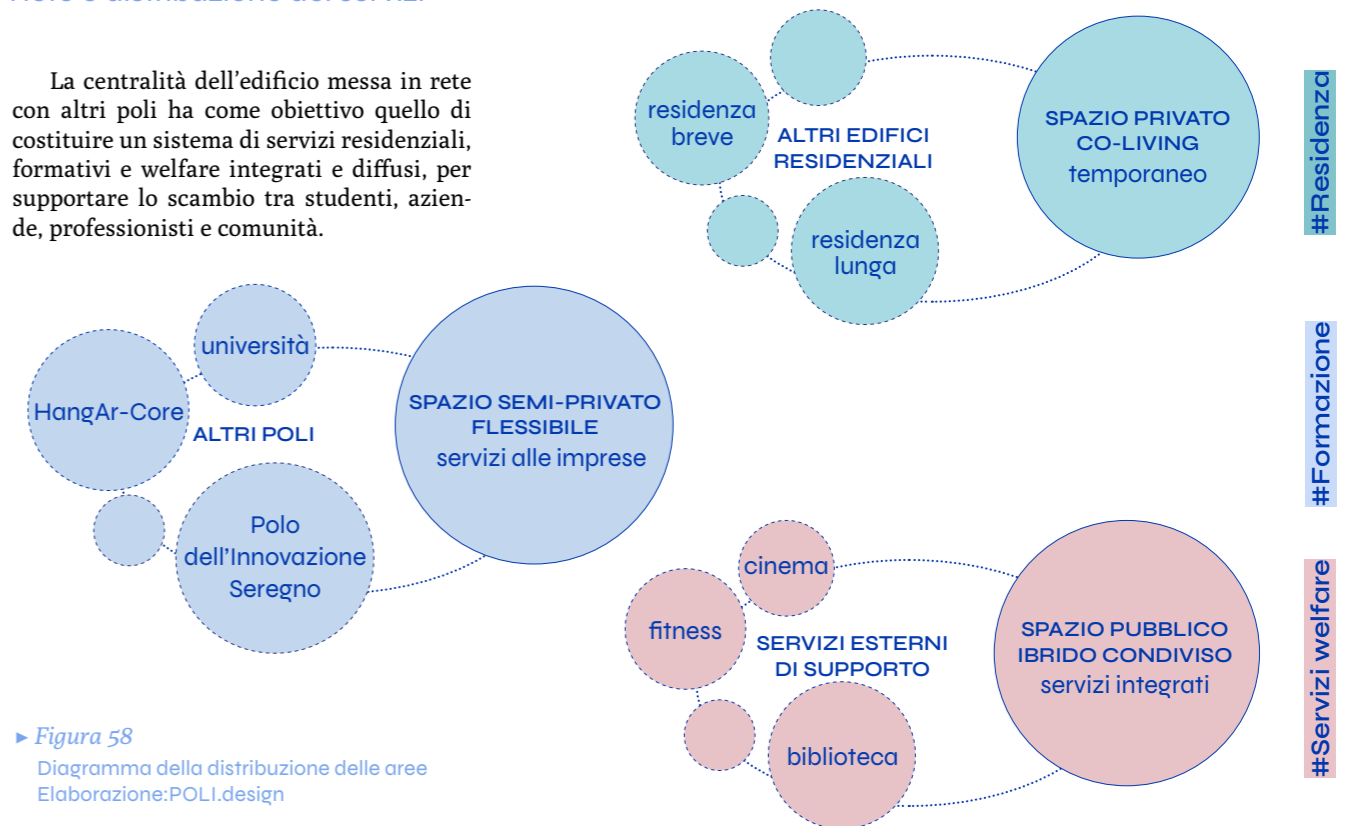 La centralità dell'edificio messa in rete
con altri poli ha come obiettivo quello di
costituire un sistema di servizi residenziali,
formativi e welfare integrati e diffusi, per
supportare lo scambio tra studenti, azien-
de, professionisti e comunità.
residenza
breve
ALTRI EDIFICI
RESIDENZIALI
residenza
lunga
SPAZIO PRIVATO
CO-LIVING
temporaneo
#Residenza
università
HangAr-Core
ALTRI POLI
Polo
dell'Innovazione
Seregno
SPAZIO SEMI-PRIVATO
FLESSIBILE
servizi alle imprese
#Formazione
cinema
fitness
SERVIZI ESTERNI
DI SUPPORTO
biblioteca
SPAZIO PUBBLICO
IBRIDO CONDIVISO
servizi integrati
#Servizi welfare
► Figura 58
Diagramma della distribuzione delle aree
Elaborazione:POLI.design